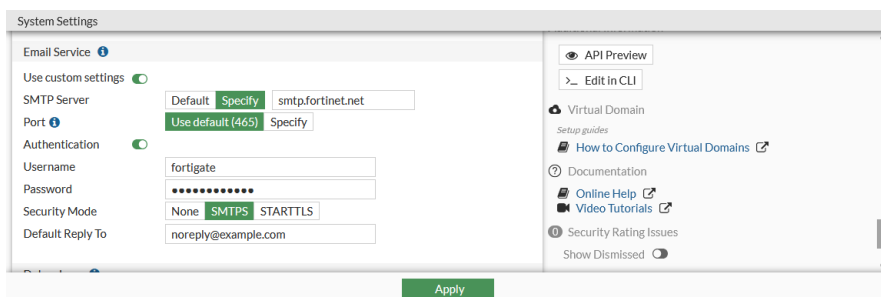 System Settings
Email Service
Use custom settings
SMTP Server Default Specify smtp.fortinet.net
Port Use default (465) Specify
Authentication
Username fortigate
Password ●●●●●●●●●●●●
Security Mode None SMTPS STARTTLS
Default Reply To noreply@example.com
API Preview
>_ Edit in CLI
Virtual Domain
Setup guides
How to Configure Virtual Domains
Documentation
Online Help
Video Tutorials
0 Security Rating Issues
Show Dismissed
Apply